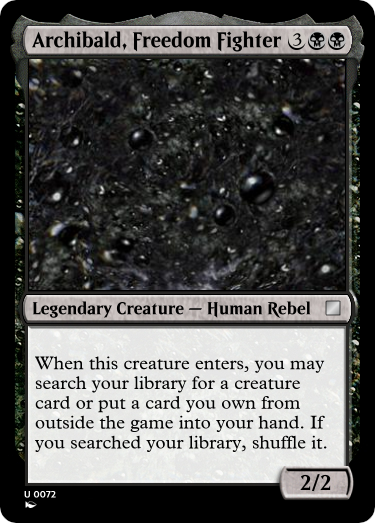 Archibald, Freedom Fighter 3
Legendary Creature — Human Rebel
When this creature enters, you may
search your library for a creature
card or put a card you own from
outside the game into your hand. If
you searched your library, shuffle it.
2/2
U 0072